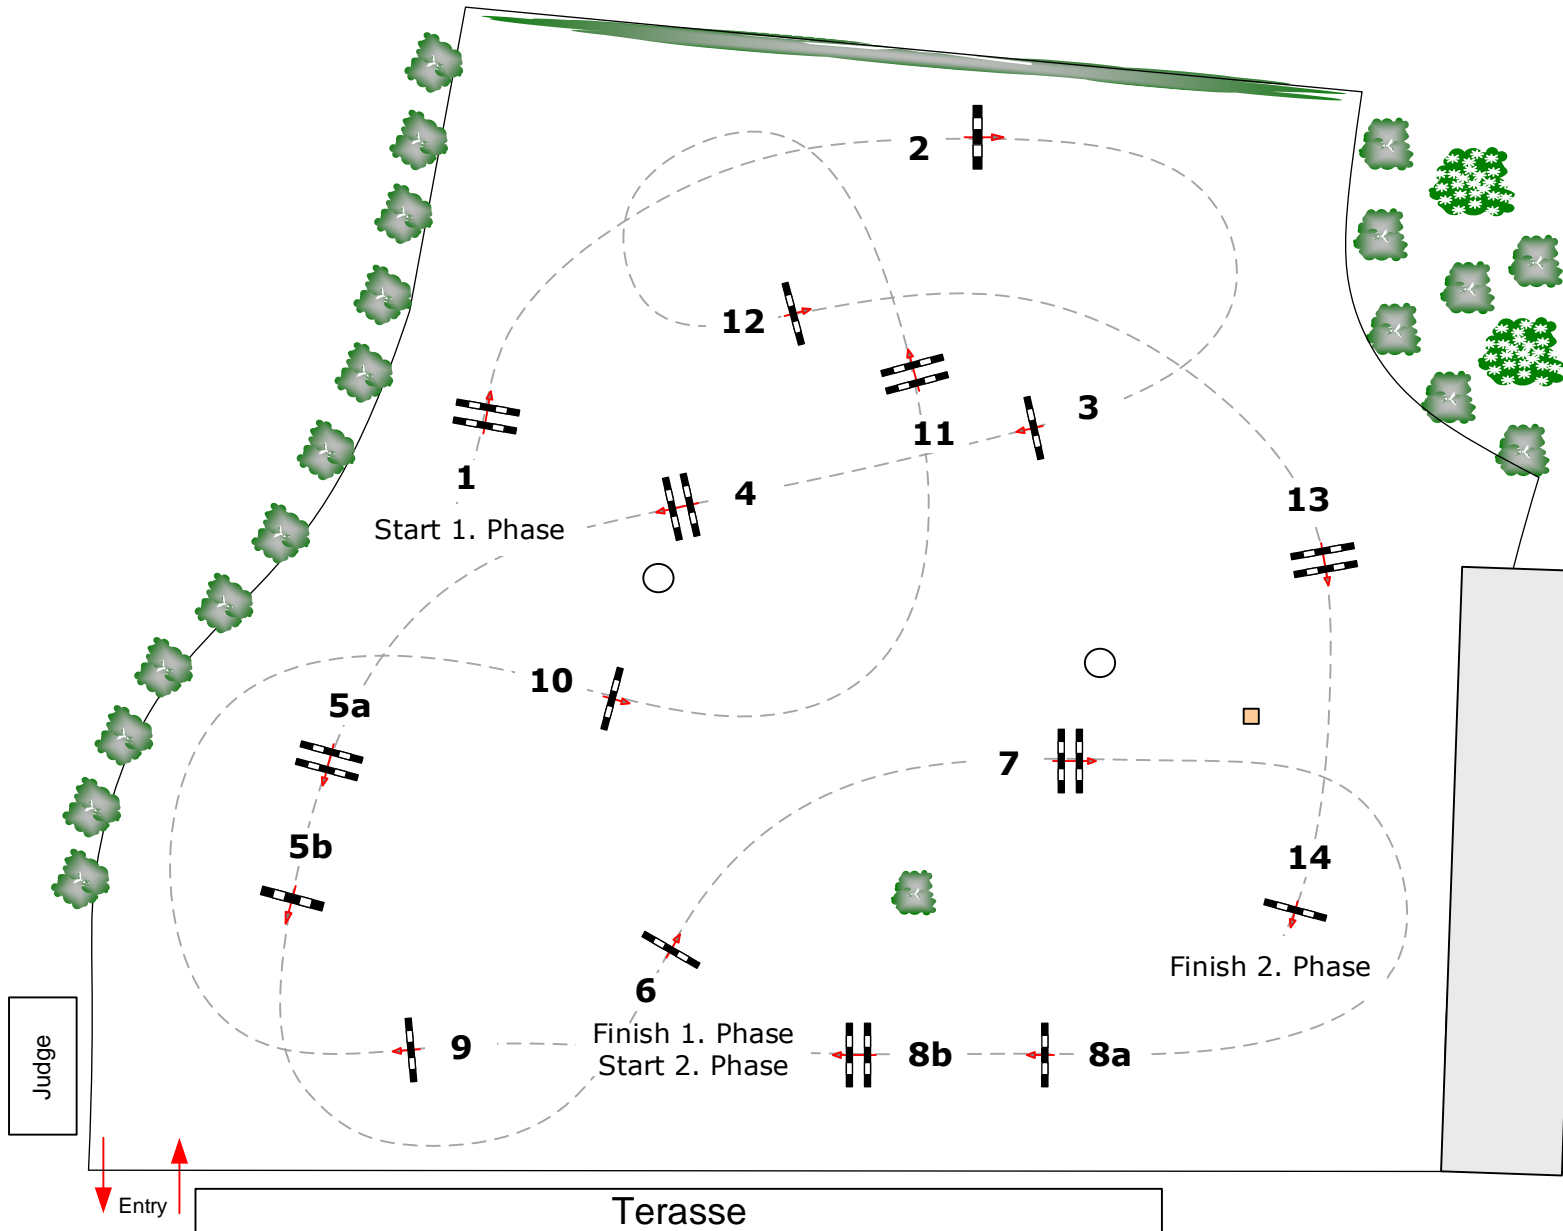 2
12
3
11
1
4
13
Start 1. Phase
10
5a
7
5b
14
Finish 2. Phase
6
Finish 1. Phase
Start 2. Phase
9
8b
8a
Judge
Entry
Terasse